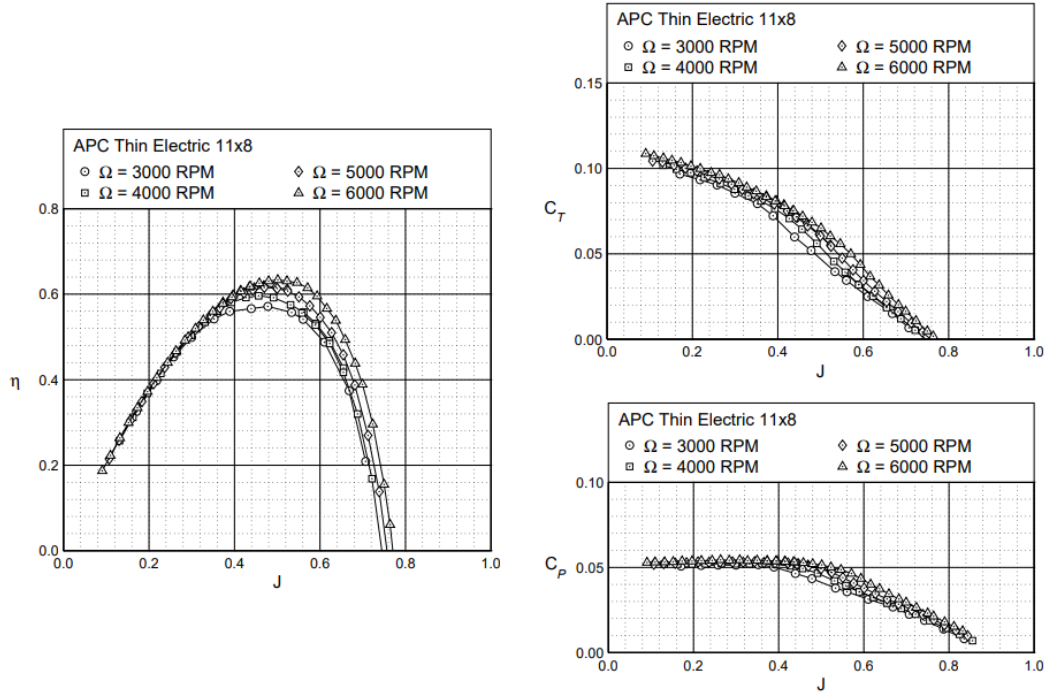 APC Thin Electric 11x8
Ω = 3000 RPM Ω = 5000 RPM
Ω = 4000 RPM Ω = 6000 RPM
0.8
0.6
0.4
η
0.2
0.0
0.0 0.2 0.4 0.6 0.8 1.0
J
APC Thin Electric 11x8
Ω = 3000 RPM Ω = 5000 RPM
Ω = 4000 RPM Ω = 6000 RPM
0.15
0.10
C_T
0.05
0.00
0.0 0.2 0.4 0.6 0.8 1.0
J
APC Thin Electric 11x8
Ω = 3000 RPM Ω = 5000 RPM
Ω = 4000 RPM Ω = 6000 RPM
0.10
C_P 0.05
0.00
0.0 0.2 0.4 0.6 0.8 1.0
J